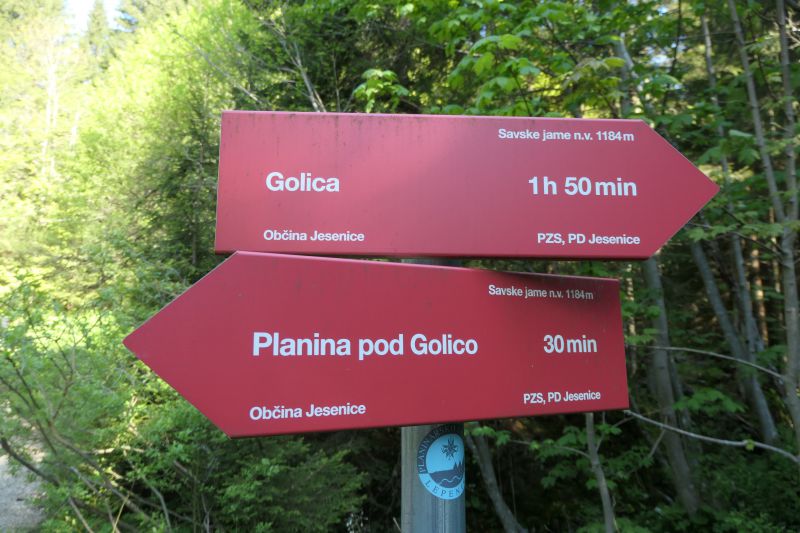 Savske jame n.v. 1184 m
Golica 1 h 50 min
Občina Jesenice PZS, PD Jesenice
Savske jame n.v. 1184 m
Planina pod Golico 30 min
Občina Jesenice PZS, PD Jesenice